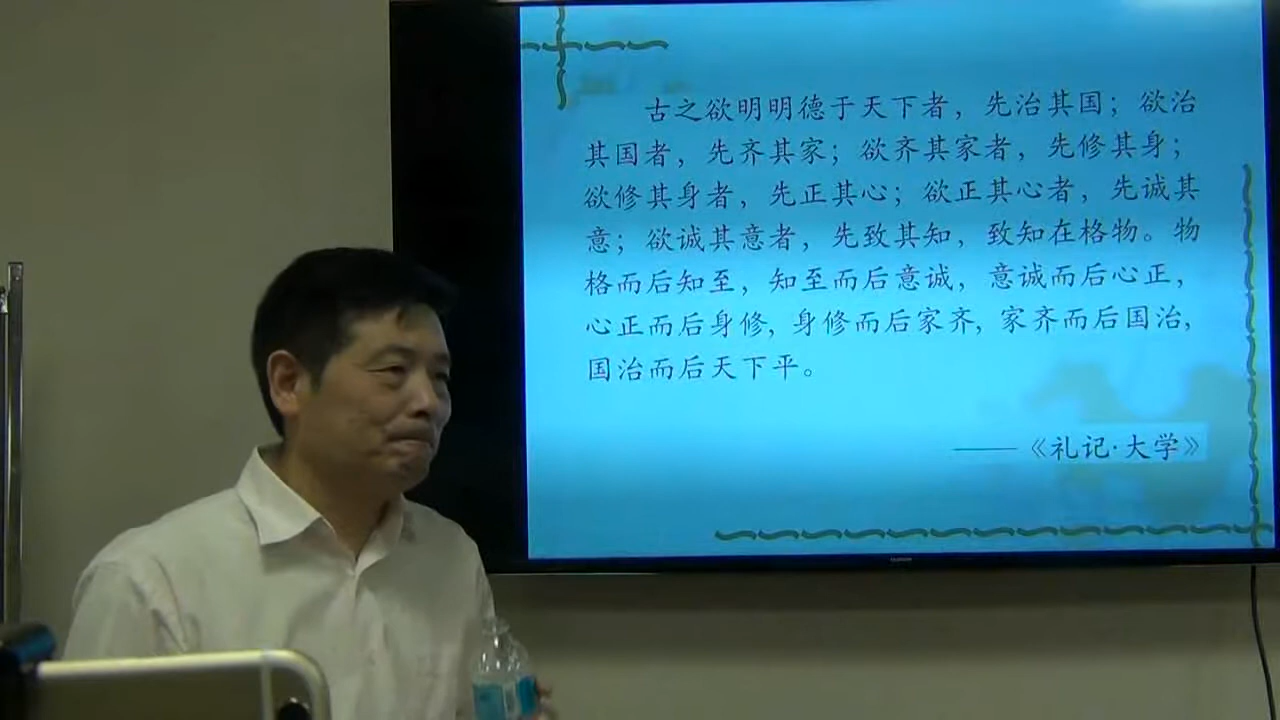 古之欲明明德于天下者，先治其国；欲治
其国者，先齐其家；欲齐其家者，先修其身；
欲修其身者，先正其心；欲正其心者，先诚其
意；欲诚其意者，先致其知，致知在格物。物
格而后知至，知至而后意诚，意诚而后心正，
心正而后身修，身修而后家齐，家齐而后国治，
国治而后天下平。
——《礼记·大学》